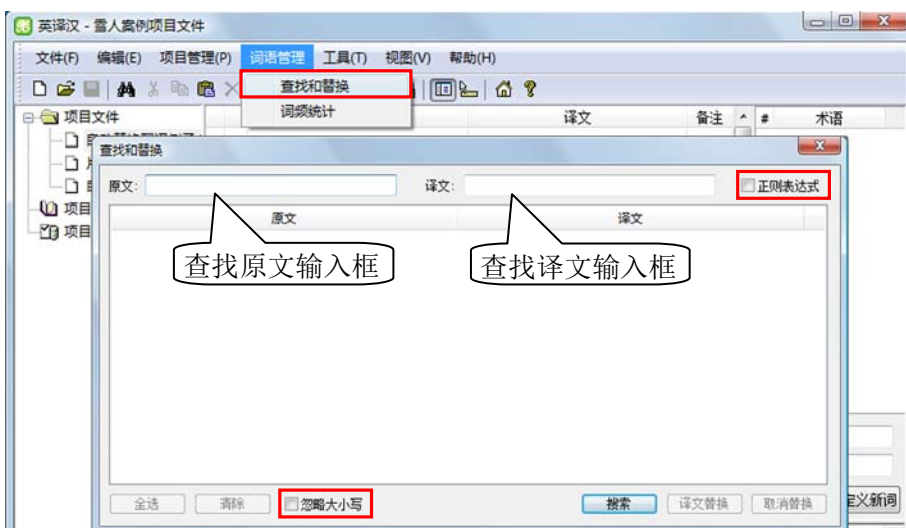 英译汉 - 雪人案例项目文件
文件(F) 编辑(E) 项目管理(P) 词语管理 工具(T) 视图(V) 帮助(H)
查找和替换
词频统计
项目文件 译文 备注 # 术语
查找和替换
原文: 译文: 正则表达式
项目
原文 译文
项目
查找原文输入框 查找译文输入框
全选 清除 忽略大小写 搜索 译文替换 取消替换 定义新词